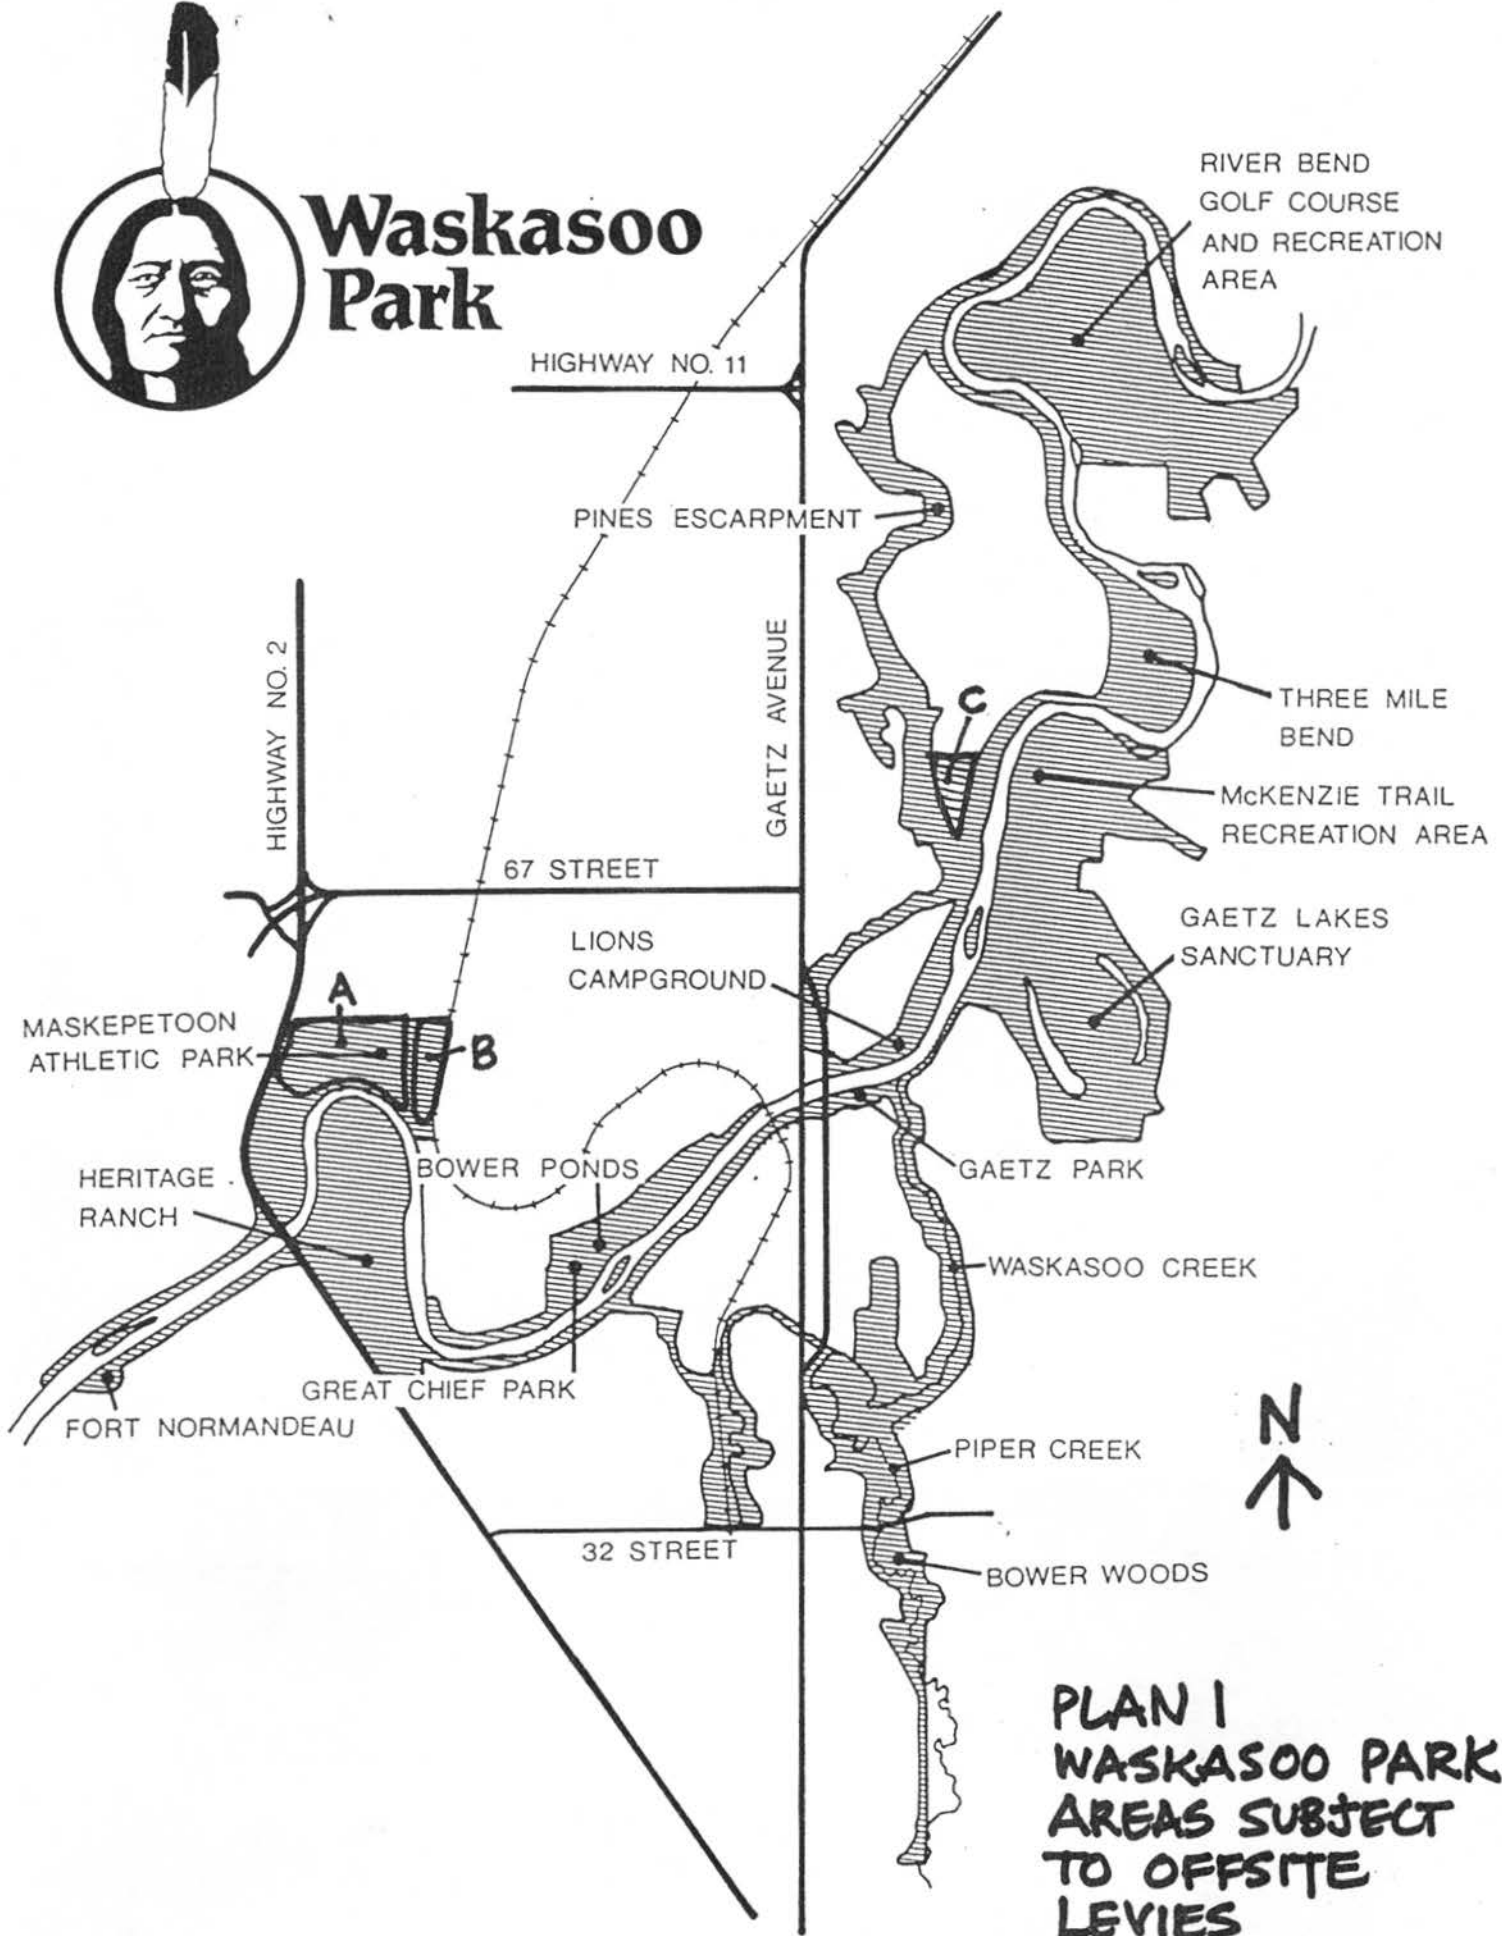 Waskasoo
Park
RIVER BEND
GOLF COURSE
AND RECREATION
AREA
HIGHWAY NO. 11
PINES ESCARPMENT
HIGHWAY NO. 2
GAETZ AVENUE
C
THREE MILE
BEND
McKENZIE TRAIL
RECREATION AREA
67 STREET
LIONS
CAMPGROUND
GAETZ LAKES
SANCTUARY
A
MASKEPETOON
ATHLETIC PARK
B
HERITAGE
RANCH
BOWER PONDS
GAETZ PARK
WASKASOO CREEK
GREAT CHIEF PARK
FORT NORMANDEAU
N
PIPER CREEK
32 STREET
BOWER WOODS
PLAN 1
WASKASOO PARK
AREAS SUBJECT
TO OFFSITE
LEVIES